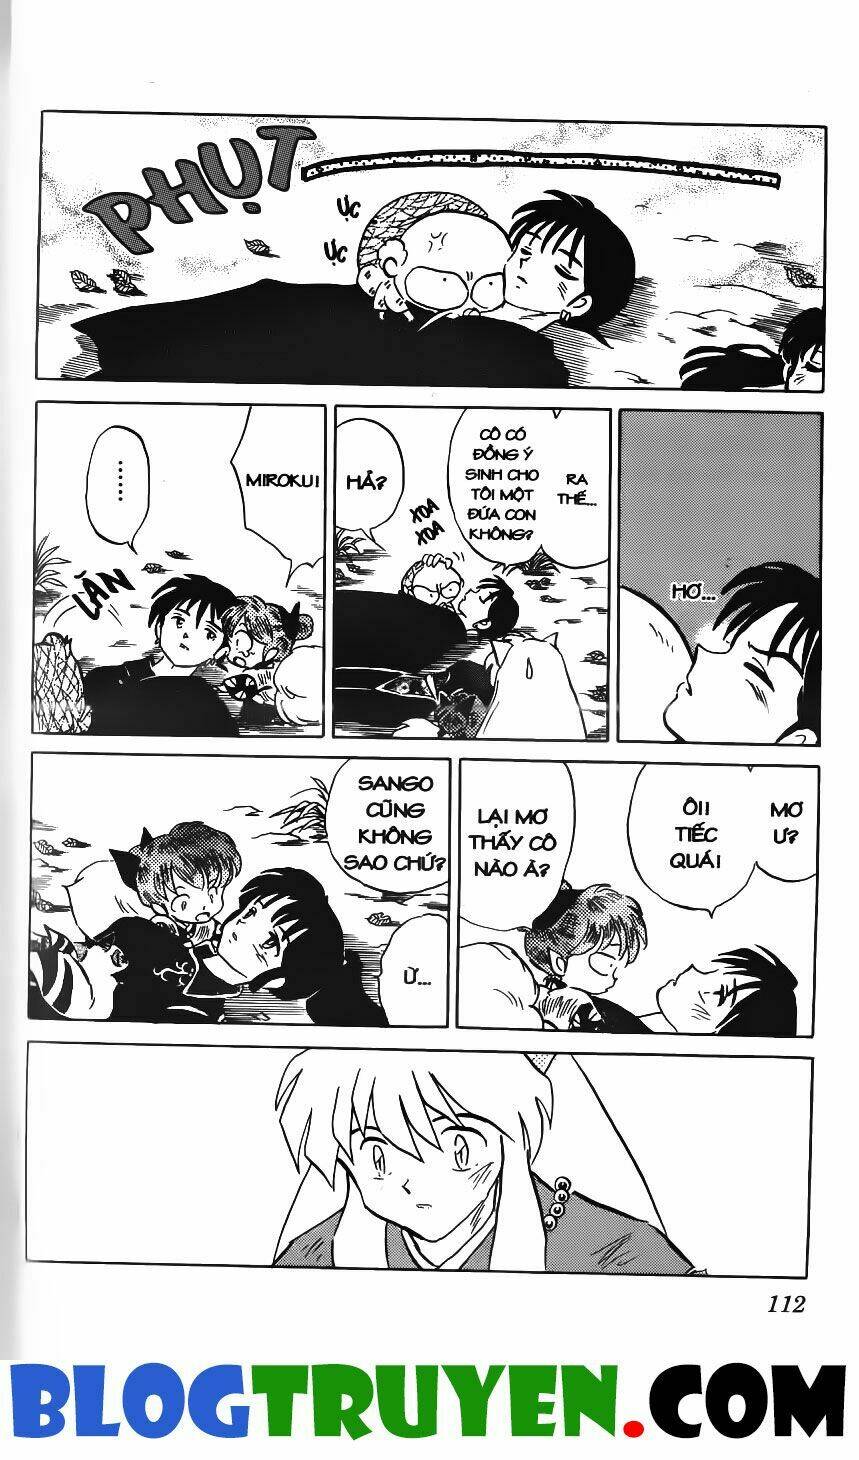 PHỤT
ỤC
ỤC
HƠ...
RA
THẾ...
CÔ CÓ
ĐỒNG Ý
SINH CHO
TÔI MỘT
ĐỨA CON
KHÔNG?
XOA
XOA
HẢ?
MIROKU!
......
LĂN
MƠ
Ư?
ÔI!
TIẾC
QUÁ!
LẠI MƠ
THẤY CÔ
NÀO À?
SANGO
CŨNG
KHÔNG
SAO CHỨ?
Ừ...
112
BLOGTRUYEN.COM